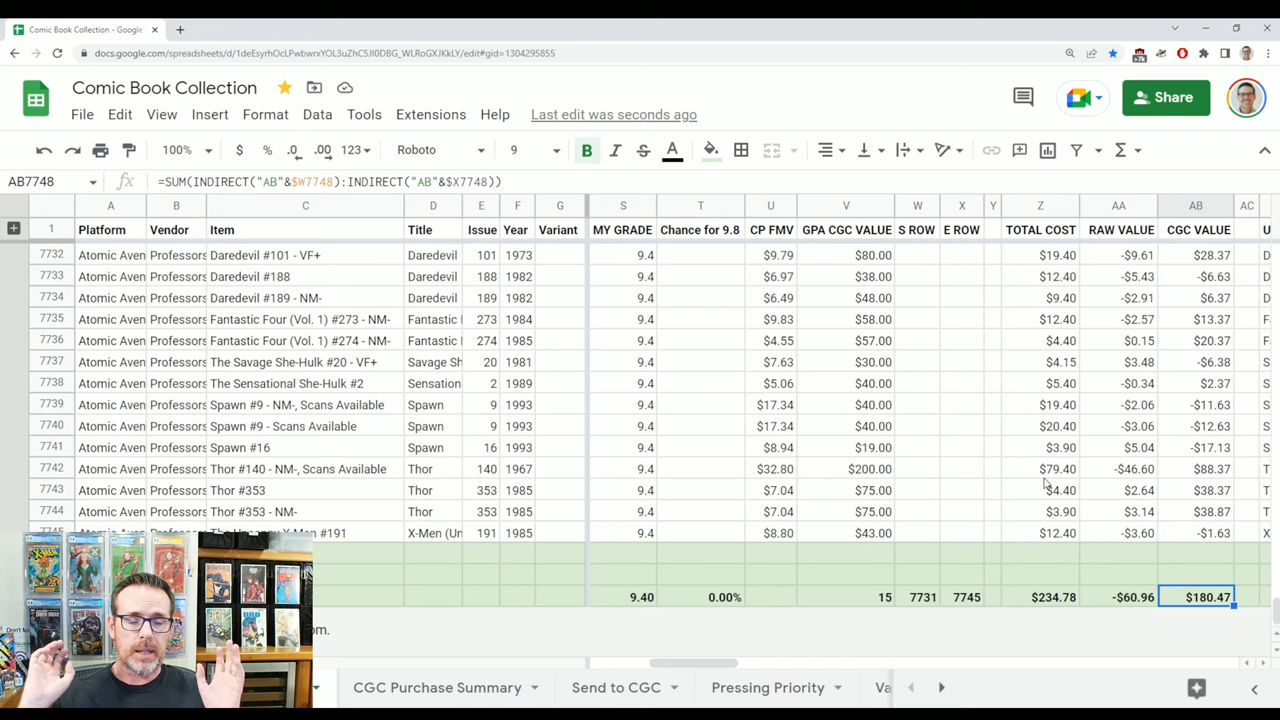 Comic Book Collection - Google
docs.google.com/spreadsheets/d/1deEsyrhOcLPwbwrxYOL3uZhC5JI0DBG_WLRoGXJKkLY/edit#gid=1304295855
Comic Book Collection
File Edit View Insert Format Data Tools Extensions Help Last edit was seconds ago
Share
100% $ % .0 .00 123 Roboto 9 B I S A Σ
AB7748 =SUM(INDIRECT("AB"&$W7748):INDIRECT("AB"&$X7748))
A B C D E F G S T U V W X Y Z AA AB AC
1 Platform Vendor Item Title Issue Year Variant MY GRADE Chance for 9.8 CP FMV GPA CGC VALUE S ROW E ROW TOTAL COST RAW VALUE CGC VALUE U
7732 Atomic Aven Professors Daredevil #101 - VF+ Daredevil 101 1973 9.4 $9.79 $80.00 $19.40 -$9.61 $28.37 D
7733 Atomic Aven Professors Daredevil #188 Daredevil 188 1982 9.4 $6.97 $38.00 $12.40 -$5.43 -$6.63 D
7734 Atomic Aven Professors Daredevil #189 - NM- Daredevil 189 1982 9.4 $6.49 $48.00 $9.40 -$2.91 $6.37 D
7735 Atomic Aven Professors Fantastic Four (Vol. 1) #273 - NM- Fantastic 273 1984 9.4 $9.83 $58.00 $12.40 -$2.57 $13.37 F
7736 Atomic Aven Professors Fantastic Four (Vol. 1) #274 - NM- Fantastic 274 1985 9.4 $4.55 $57.00 $4.40 $0.15 $20.37 F
7737 Atomic Aven Professors The Savage She-Hulk #20 - VF+ Savage Sh 20 1981 9.4 $7.63 $30.00 $4.15 $3.48 -$6.38 S
7738 Atomic Aven Professors The Sensational She-Hulk #2 Sensation 2 1989 9.4 $5.06 $40.00 $5.40 -$0.34 $2.37 S
7739 Atomic Aven Professors Spawn #9 - NM-, Scans Available Spawn 9 1993 9.4 $17.34 $40.00 $19.40 -$2.06 -$11.63 S
7740 Atomic Aven Professors Spawn #9 - Scans Available Spawn 9 1993 9.4 $17.34 $40.00 $20.40 -$3.06 -$12.63 S
7741 Atomic Aven Professors Spawn #16 Spawn 16 1993 9.4 $8.94 $19.00 $3.90 $5.04 -$17.13 S
7742 Atomic Aven Professors Thor #140 - NM-, Scans Available Thor 140 1967 9.4 $32.80 $200.00 $79.40 -$46.60 $88.37 T
7743 Atomic Aven Professors Thor #353 Thor 353 1985 9.4 $7.04 $75.00 $4.40 $2.64 $38.37 T
7744 Atomic Aven Professors Thor #353 - NM- Thor 353 1985 9.4 $7.04 $75.00 $3.90 $3.14 $38.87 T
7745 Atomic Aven Professors The Uncanny X-Men #191 X-Men (Un 191 1985 9.4 $8.80 $43.00 $12.40 -$3.60 -$1.63 X
9.40 0.00% 15 7731 7745 $234.78 -$60.96 $180.47
om.
CGC Purchase Summary Send to CGC Pressing Priority Va